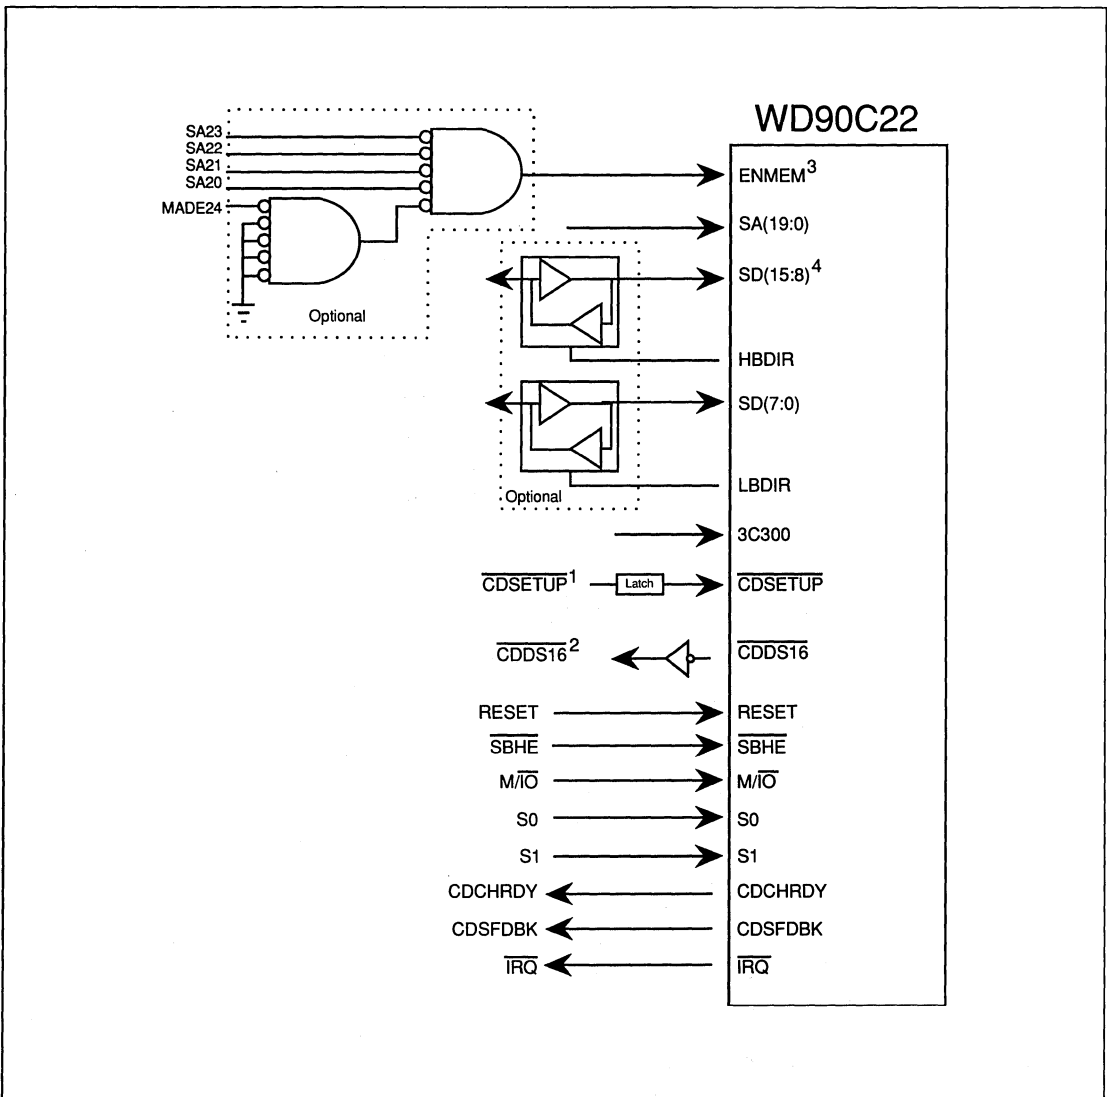 WD90C22
SA23
SA22
SA21
SA20
MADE24
Optional
ENMEM³
SA(19:0)
SD(15:8)⁴
HBDIR
SD(7:0)
LBDIR
Optional
3C300
CDSETUP¹ Latch CDSETUP
CDDS16² CDDS16
RESET RESET
SBHE SBHE
M/IO M/IO
S0 S0
S1 S1
CDCHRDY CDCHRDY
CDSFDBK CDSFDBK
IRQ IRQ